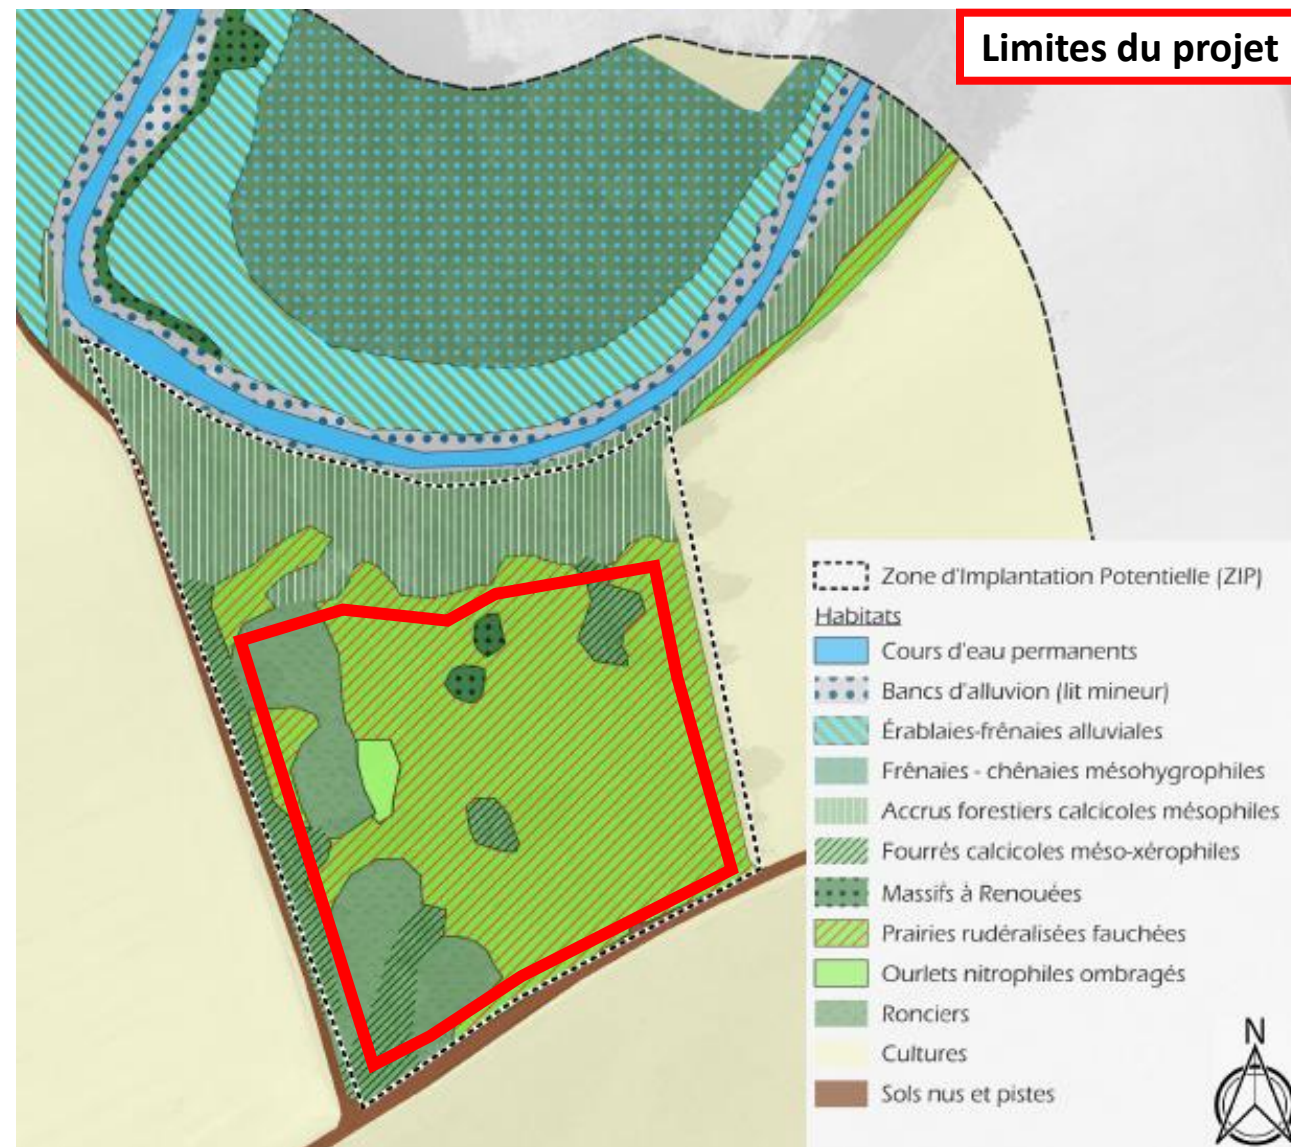 Limites du projet
Zone d'Implantation Potentielle (ZIP)
Habitats
Cours d'eau permanents
Bancs d'alluvion (lit mineur)
Érablaies-frênaies alluviales
Frênaies - chênaies mésohygrophiles
Accrus forestiers calcicoles mésophiles
Fourrés calcicoles méso-xérophiles
Massifs à Renouées
Prairies rudéralisées fauchées
Ourlets nitrophiles ombragés
Ronciers
Cultures
Sols nus et pistes
N